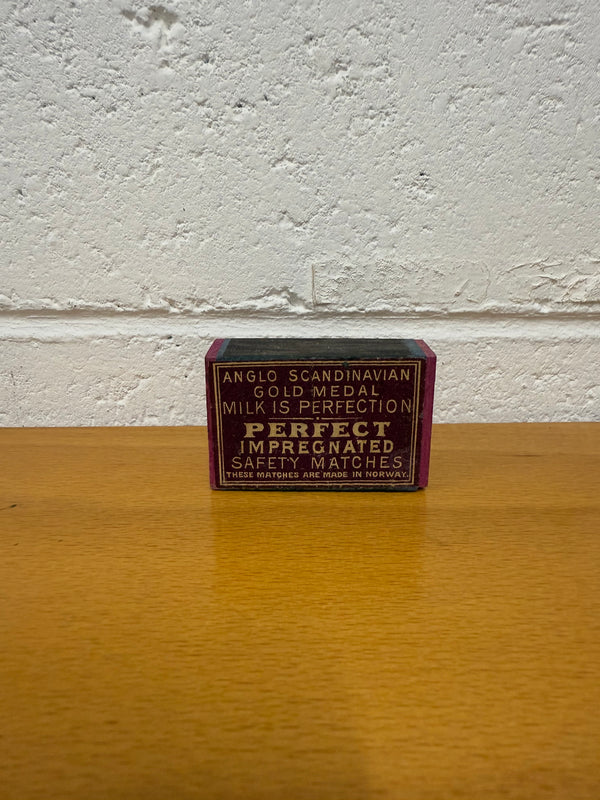 ANGLO SCANDINAVIAN
GOLD MEDAL
MILK IS PERFECTION
PERFECT
IMPREGNATED
SAFETY MATCHES
THESE MATCHES ARE MADE IN NORWAY.